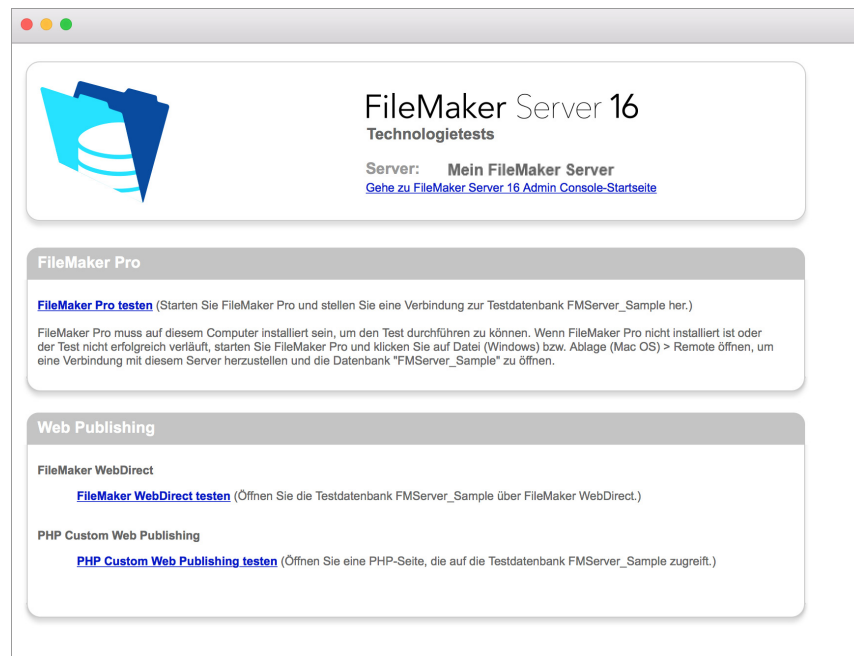 FileMaker Server 16
Technologietests
Server: Mein FileMaker Server
Gehe zu FileMaker Server 16 Admin Console-Startseite
FileMaker Pro
FileMaker Pro testen (Starten Sie FileMaker Pro und stellen Sie eine Verbindung zur Testdatenbank FMServer_Sample her.)
FileMaker Pro muss auf diesem Computer installiert sein, um den Test durchführen zu können. Wenn FileMaker Pro nicht installiert ist oder
der Test nicht erfolgreich verläuft, starten Sie FileMaker Pro und klicken Sie auf Datei (Windows) bzw. Ablage (Mac OS) > Remote öffnen, um
eine Verbindung mit diesem Server herzustellen und die Datenbank "FMServer_Sample" zu öffnen.
Web Publishing
FileMaker WebDirect
FileMaker WebDirect testen (Öffnen Sie die Testdatenbank FMServer_Sample über FileMaker WebDirect.)
PHP Custom Web Publishing
PHP Custom Web Publishing testen (Öffnen Sie eine PHP-Seite, die auf die Testdatenbank FMServer_Sample zugreift.)